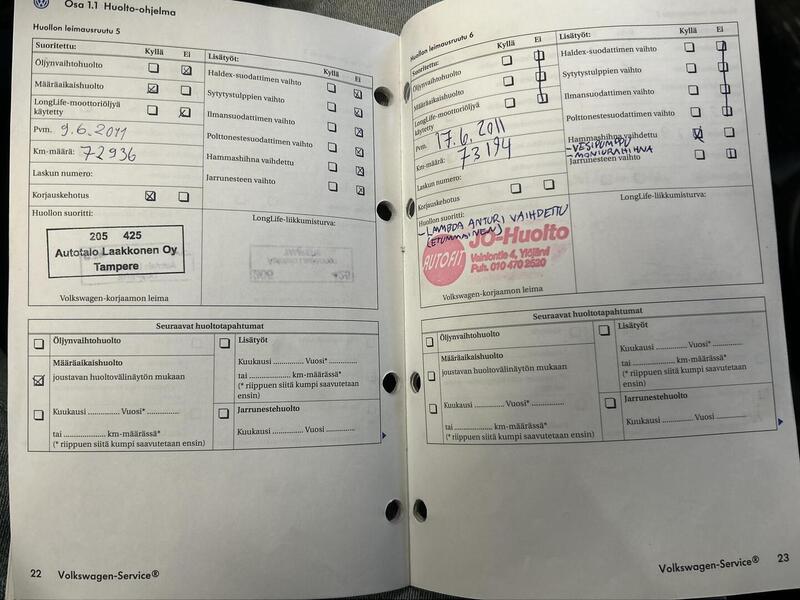 Osa 1.1 Huolto-ohjelma
Huollon leimausruutu 5
Suoritettu: Kyllä Ei
Öljynvaihtohuolto
Määräaikaishuolto
LongLife-moottoriöljyä
käytetty
Pvm. 9.6.2011
Km-määrä: 72936
Laskun numero:
Korjauskehotus
Huollon suoritti:
205 425
Autotalo Laakkonen Oy
Tampere
Volkswagen-korjaamon leima
Lisätyöt: Kyllä Ei
Haldex-suodattimen vaihto
Sytytystulppien vaihto
Ilmansuodattimen vaihto
Polttonestesuodattimen vaihto
Hammashihna vaihdettu
Jarrunesteen vaihto
LongLife-liikkumisturva:
Seuraavat huoltotapahtumat
Öljynvaihtohuolto
Määräaikaishuolto
joustavan huoltovälinäytön mukaan
Kuukausi .............. Vuosi* ..............
tai .................. km-määrässä*
(* riippuen siitä kumpi saavutetaan ensin)
Lisätyöt
Kuukausi .............. Vuosi* ..............
tai .................. km-määrässä*
(* riippuen siitä kumpi saavutetaan
ensin)
Jarrunestehuolto
Kuukausi .............. Vuosi ..............
22 Volkswagen-Service®
Huollon leimausruutu 6
Suoritettu: Kyllä Ei
Öljynvaihtohuolto
Määräaikaishuolto
LongLife-moottoriöljyä
käytetty
Pvm. 17.6.2011
Km-määrä: 73194
Laskun numero:
Korjauskehotus
Huollon suoritti:
- LAMBDA ANTURI VAIHDETTU
(ETUMMAINEN)
AUTOFIT
JO-Huolto
Vainiontie 4, Ylöjärvi
Puh. 010 470 2620
Volkswagen-korjaamon leima
Lisätyöt: Kyllä Ei
Haldex-suodattimen vaihto
Sytytystulppien vaihto
Ilmansuodattimen vaihto
Polttonestesuodattimen vaihto
Hammashihna vaihdettu
- VESIPUMPPU
- MONIURAHIHNA
Jarrunesteen vaihto
LongLife-liikkumisturva:
Seuraavat huoltotapahtumat
Öljynvaihtohuolto
Määräaikaishuolto
joustavan huoltovälinäytön mukaan
Kuukausi .............. Vuosi* ..............
tai .................. km-määrässä*
(* riippuen siitä kumpi saavutetaan ensin)
Lisätyöt
Kuukausi .............. Vuosi* ..............
tai .................. km-määrässä*
(* riippuen siitä kumpi saavutetaan
ensin)
Jarrunestehuolto
Kuukausi .............. Vuosi ..............
Volkswagen-Service® 23